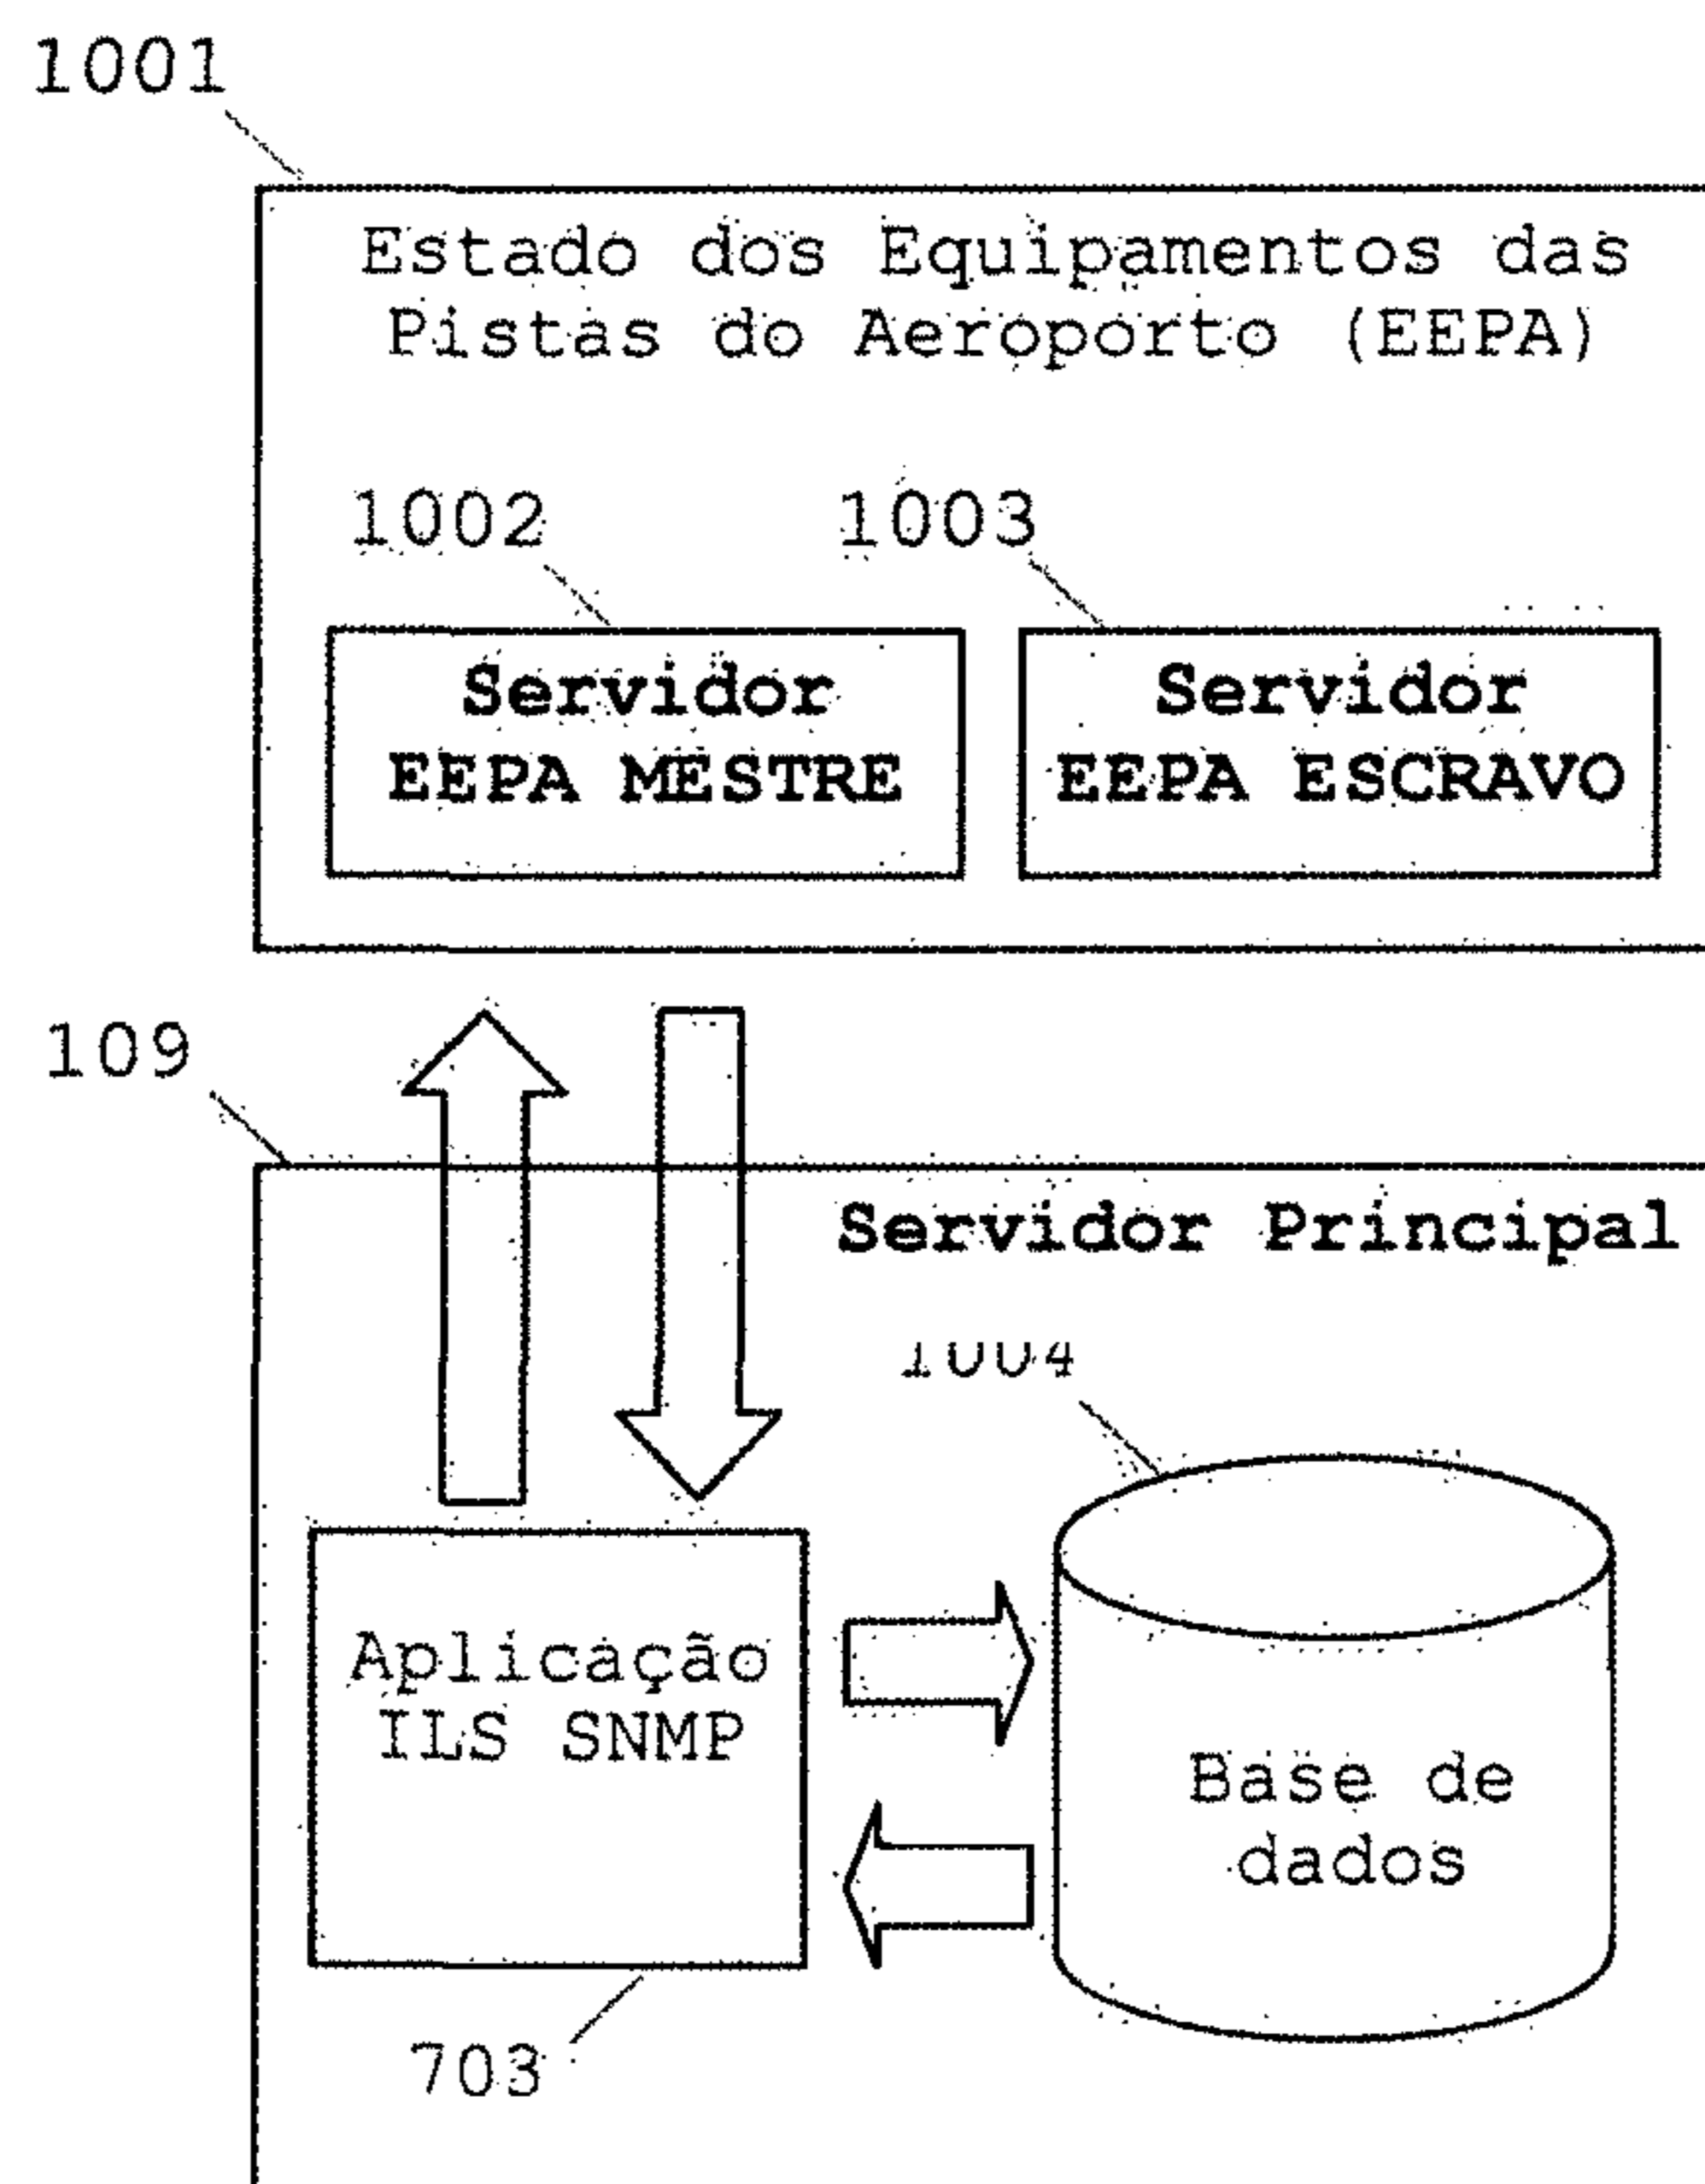 1001
Estado dos Equipamentos das
Pistas do Aeroporto (EEPA)
1002
1003
Servidor
EEPA MESTRE
Servidor
EEPA ESCRAVO
109
Servidor Principal
1004
Aplicação
ILS SNMP
Base de
dados
703